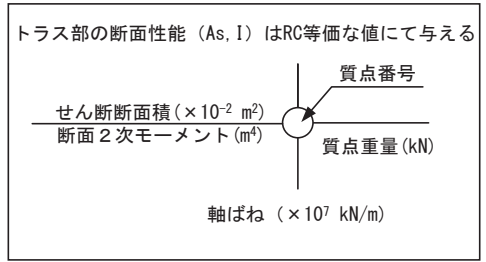 トラス部の断面性能（As,I）はRC等価な値にて与える
質点番号
せん断断面積(×10⁻² m²)
断面２次モーメント(m⁴)
質点重量(kN)
軸ばね（×10⁷ kN/m）